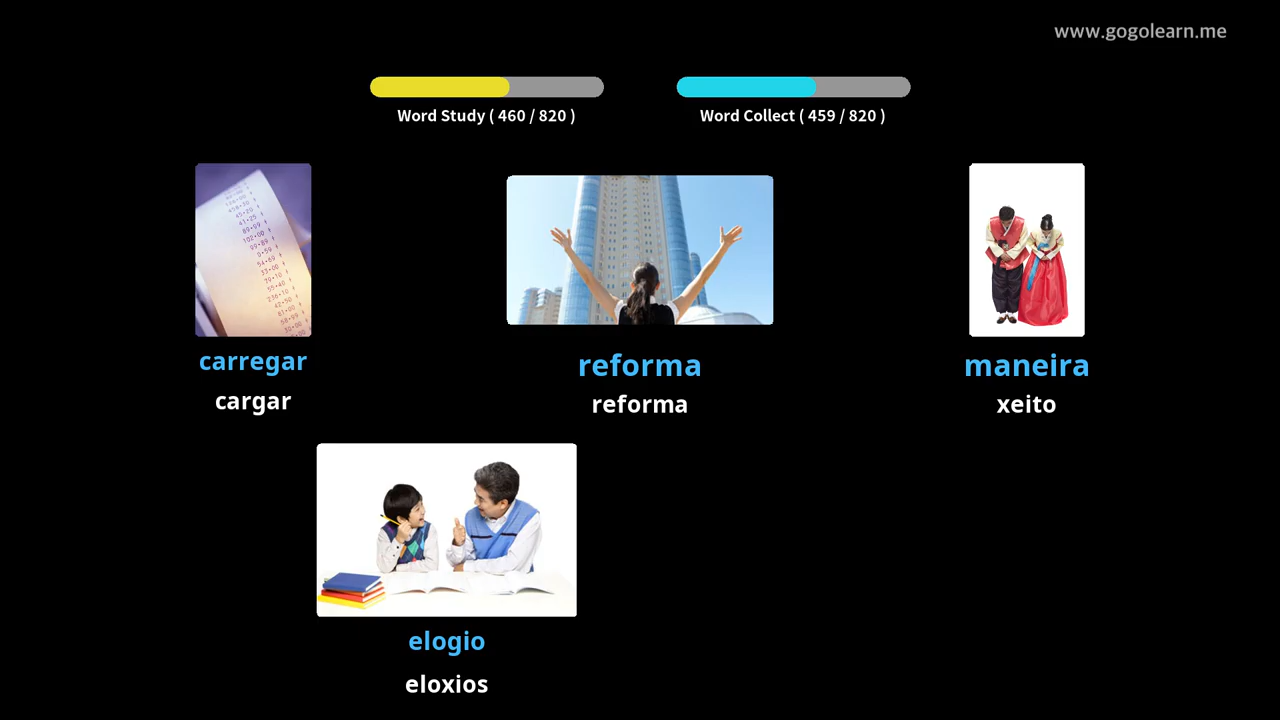 www.gogolearn.me
Word Study ( 460 / 820 )
Word Collect ( 459 / 820 )
carregar
cargar
reforma
reforma
maneira
xeito
elogio
eloxios